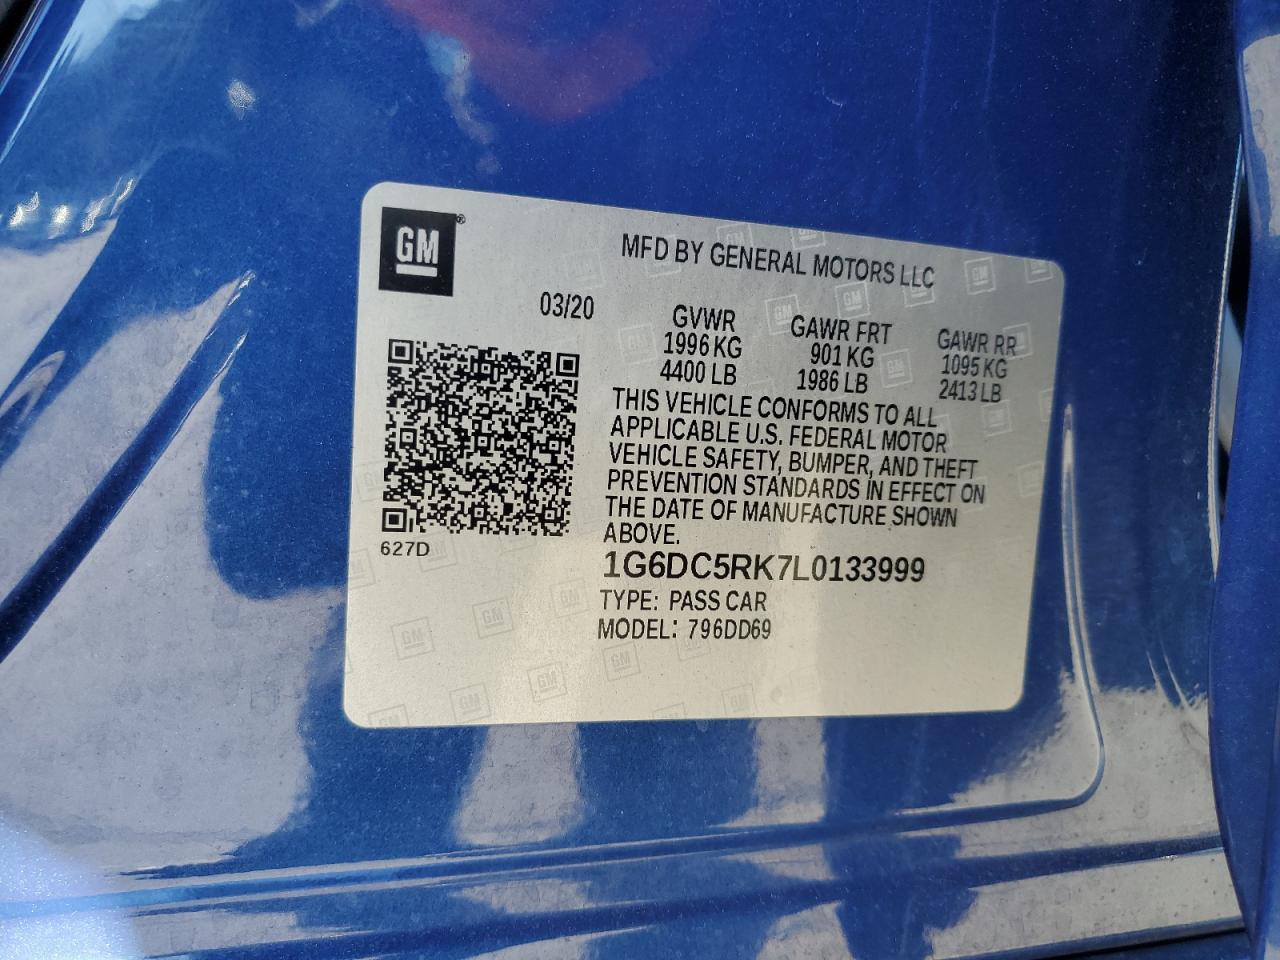 GM®
MFD BY GENERAL MOTORS LLC
03/20
GVWR GAWR FRT GAWR RR
1996 KG 901 KG 1095 KG
4400 LB 1986 LB 2413 LB
THIS VEHICLE CONFORMS TO ALL
APPLICABLE U.S. FEDERAL MOTOR
VEHICLE SAFETY, BUMPER, AND THEFT
PREVENTION STANDARDS IN EFFECT ON
THE DATE OF MANUFACTURE SHOWN
ABOVE.
627D
1G6DC5RK7L0133999
TYPE: PASS CAR
MODEL: 796DD69